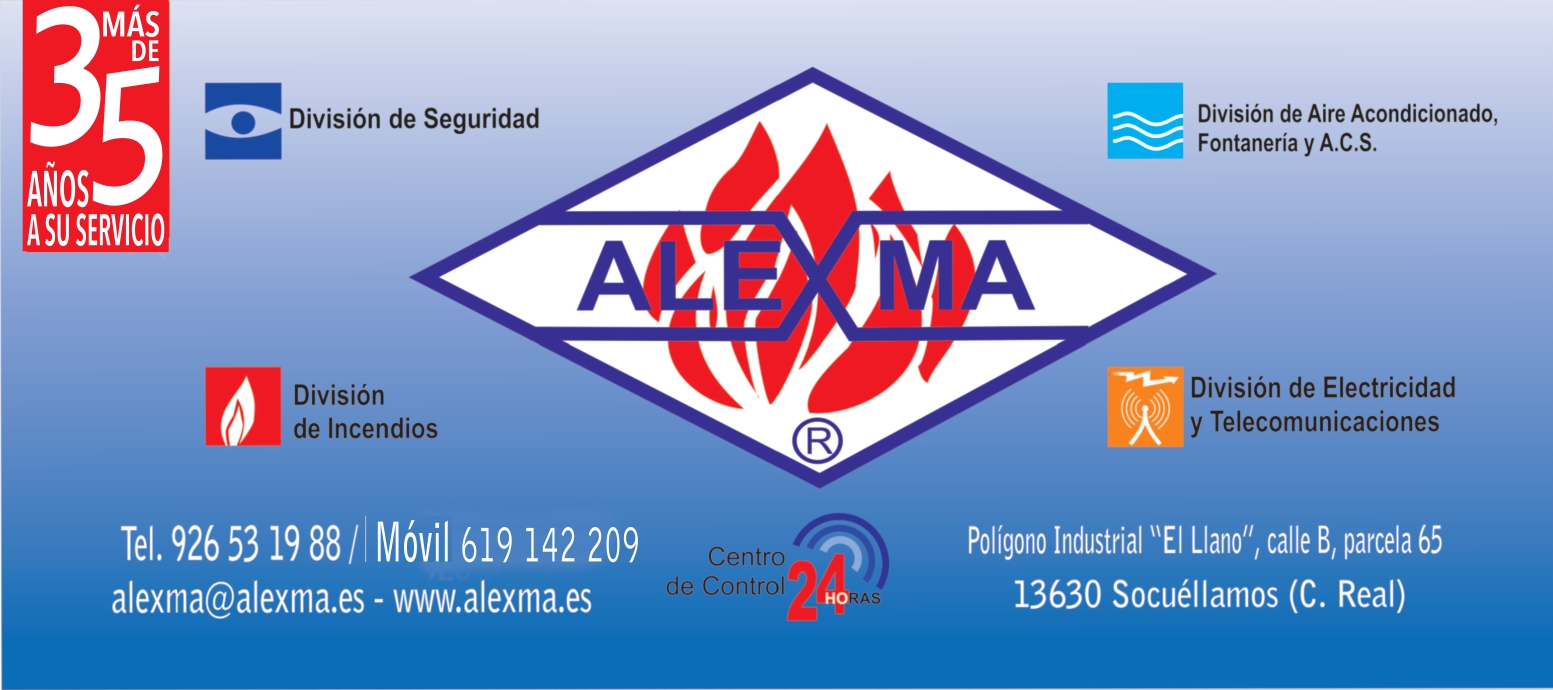 MÁS
DE
35
AÑOS
A SU SERVICIO
División de Seguridad
División de Aire Acondicionado,
Fontanería y A.C.S.
ALEXMA
®
División
de Incendios
División de Electricidad
y Telecomunicaciones
Tel. 926 53 19 88 / Móvil 619 142 209
alexma@alexma.es - www.alexma.es
Centro
de Control
24
HORAS
Polígono Industrial "El Llano", calle B, parcela 65
13630 Socuéllamos (C. Real)